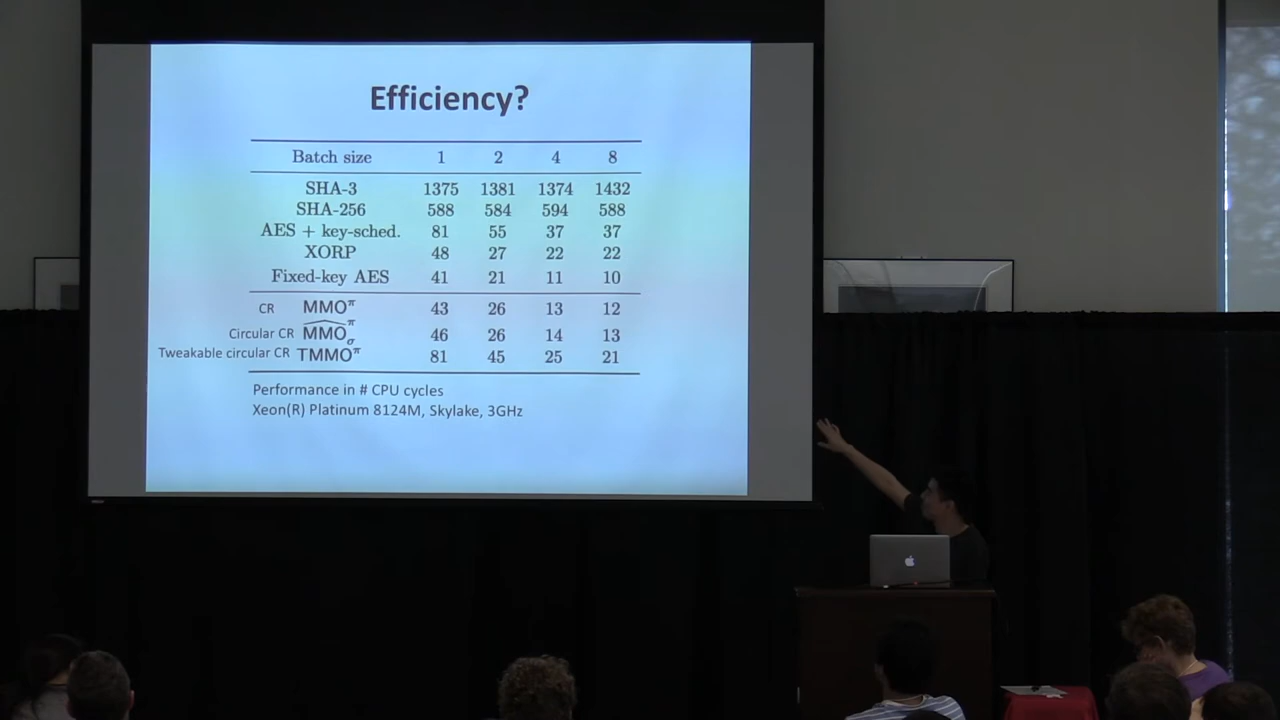 Efficiency?
Batch size 1 2 4 8
SHA-3 1375 1381 1374 1432
SHA-256 588 584 594 588
AES + key-sched. 81 55 37 37
XORP 48 27 22 22
Fixed-key AES 41 21 11 10
CR MMO^π 43 26 13 12
Circular CR \widehat{MMO}_σ^π 46 26 14 13
Tweakable circular CR TMMO^π 81 45 25 21
Performance in # CPU cycles
Xeon(R) Platinum 8124M, Skylake, 3GHz